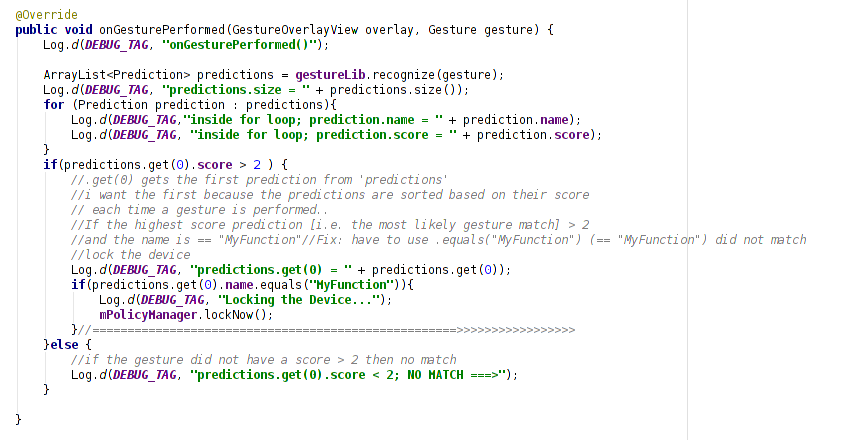 @Override
public void onGesturePerformed(GestureOverlayView overlay, Gesture gesture) {
    Log.d(DEBUG_TAG, "onGesturePerformed()");

    ArrayList<Prediction> predictions = gestureLib.recognize(gesture);
    Log.d(DEBUG_TAG, "predictions.size = " + predictions.size());
    for (Prediction prediction : predictions){
        Log.d(DEBUG_TAG,"inside for loop; prediction.name = " + prediction.name);
        Log.d(DEBUG_TAG, "inside for loop; prediction.score = " + prediction.score);
    }
    if(predictions.get(0).score > 2 ) {
        //.get(0) gets the first prediction from 'predictions'
        //i want the first because the predictions are sorted based on their score
        // each time a gesture is performed..
        //If the highest score prediction [i.e. the most likely gesture match] > 2
        //and the name is == "MyFunction"//Fix: have to use .equals("MyFunction") (== "MyFunction") did not match
        //lock the device
        Log.d(DEBUG_TAG, "predictions.get(0) = " + predictions.get(0));
        if(predictions.get(0).name.equals("MyFunction")){
            Log.d(DEBUG_TAG, "Locking the Device...");
            mPolicyManager.lockNow();
        }//====================================================>>>>>>>>>>>>>>>>>
    }else {
        //if the gesture did not have a score > 2 then no match
        Log.d(DEBUG_TAG, "predictions.get(0).score < 2; NO MATCH ===>");
    }

}